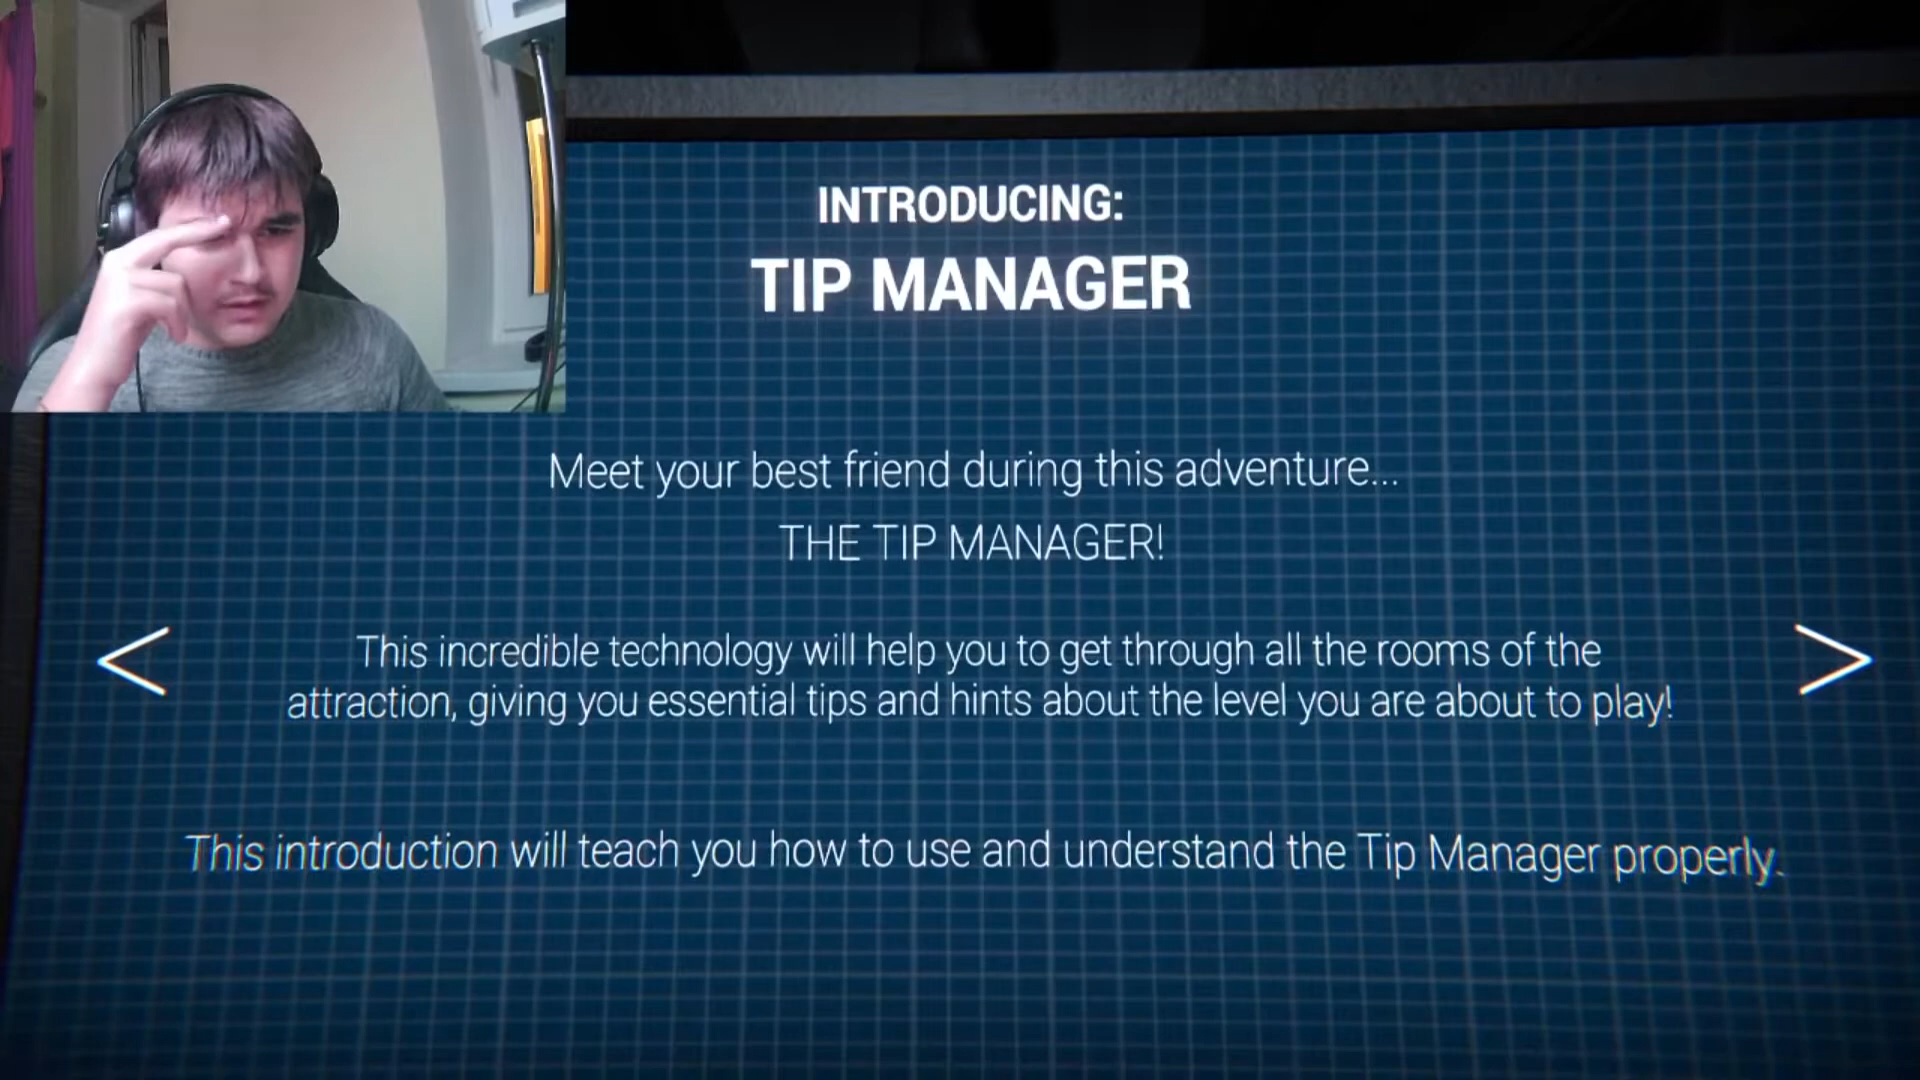 INTRODUCING:
TIP MANAGER
Meet your best friend during this adventure...
THE TIP MANAGER!
This incredible technology will help you to get through all the rooms of the
attraction, giving you essential tips and hints about the level you are about to play!
This introduction will teach you how to use and understand the Tip Manager properly.